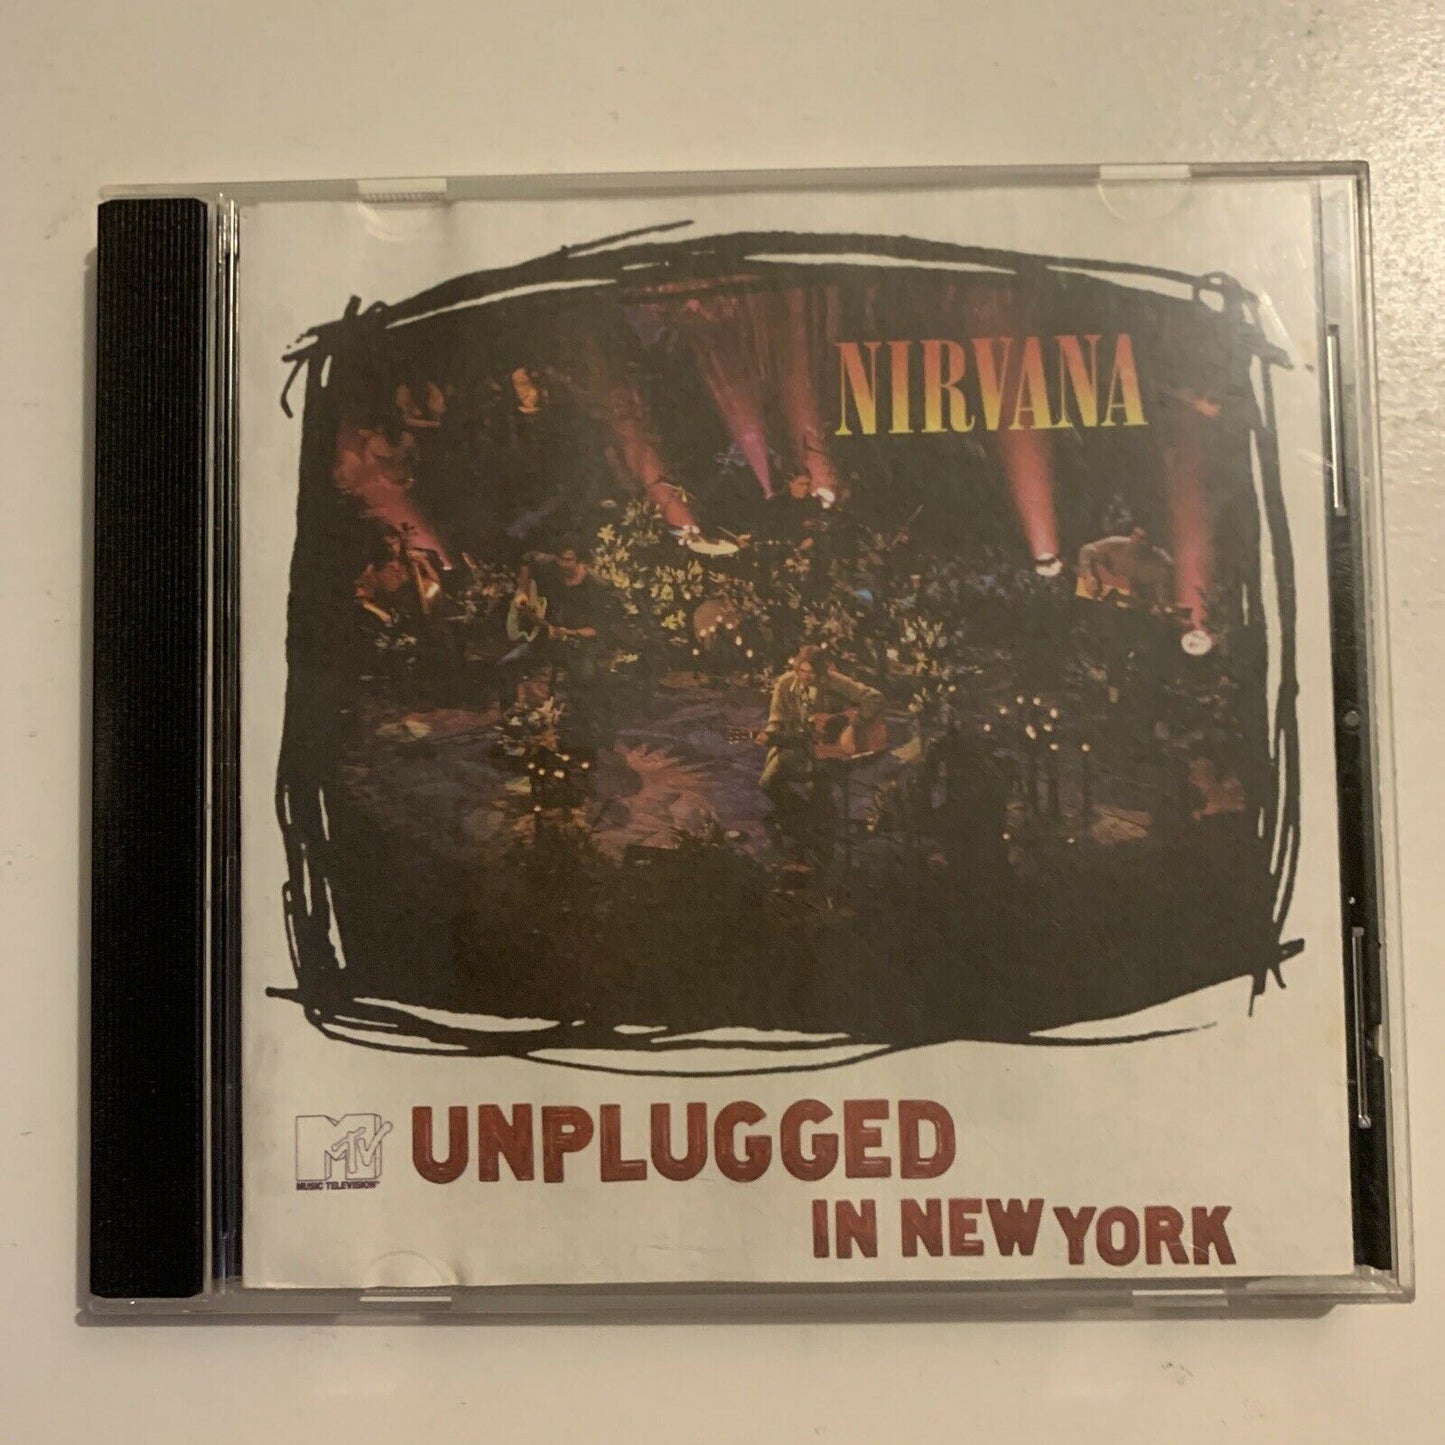 NIRVANA
MTV
MUSIC TELEVISION®
UNPLUGGED
IN NEW YORK